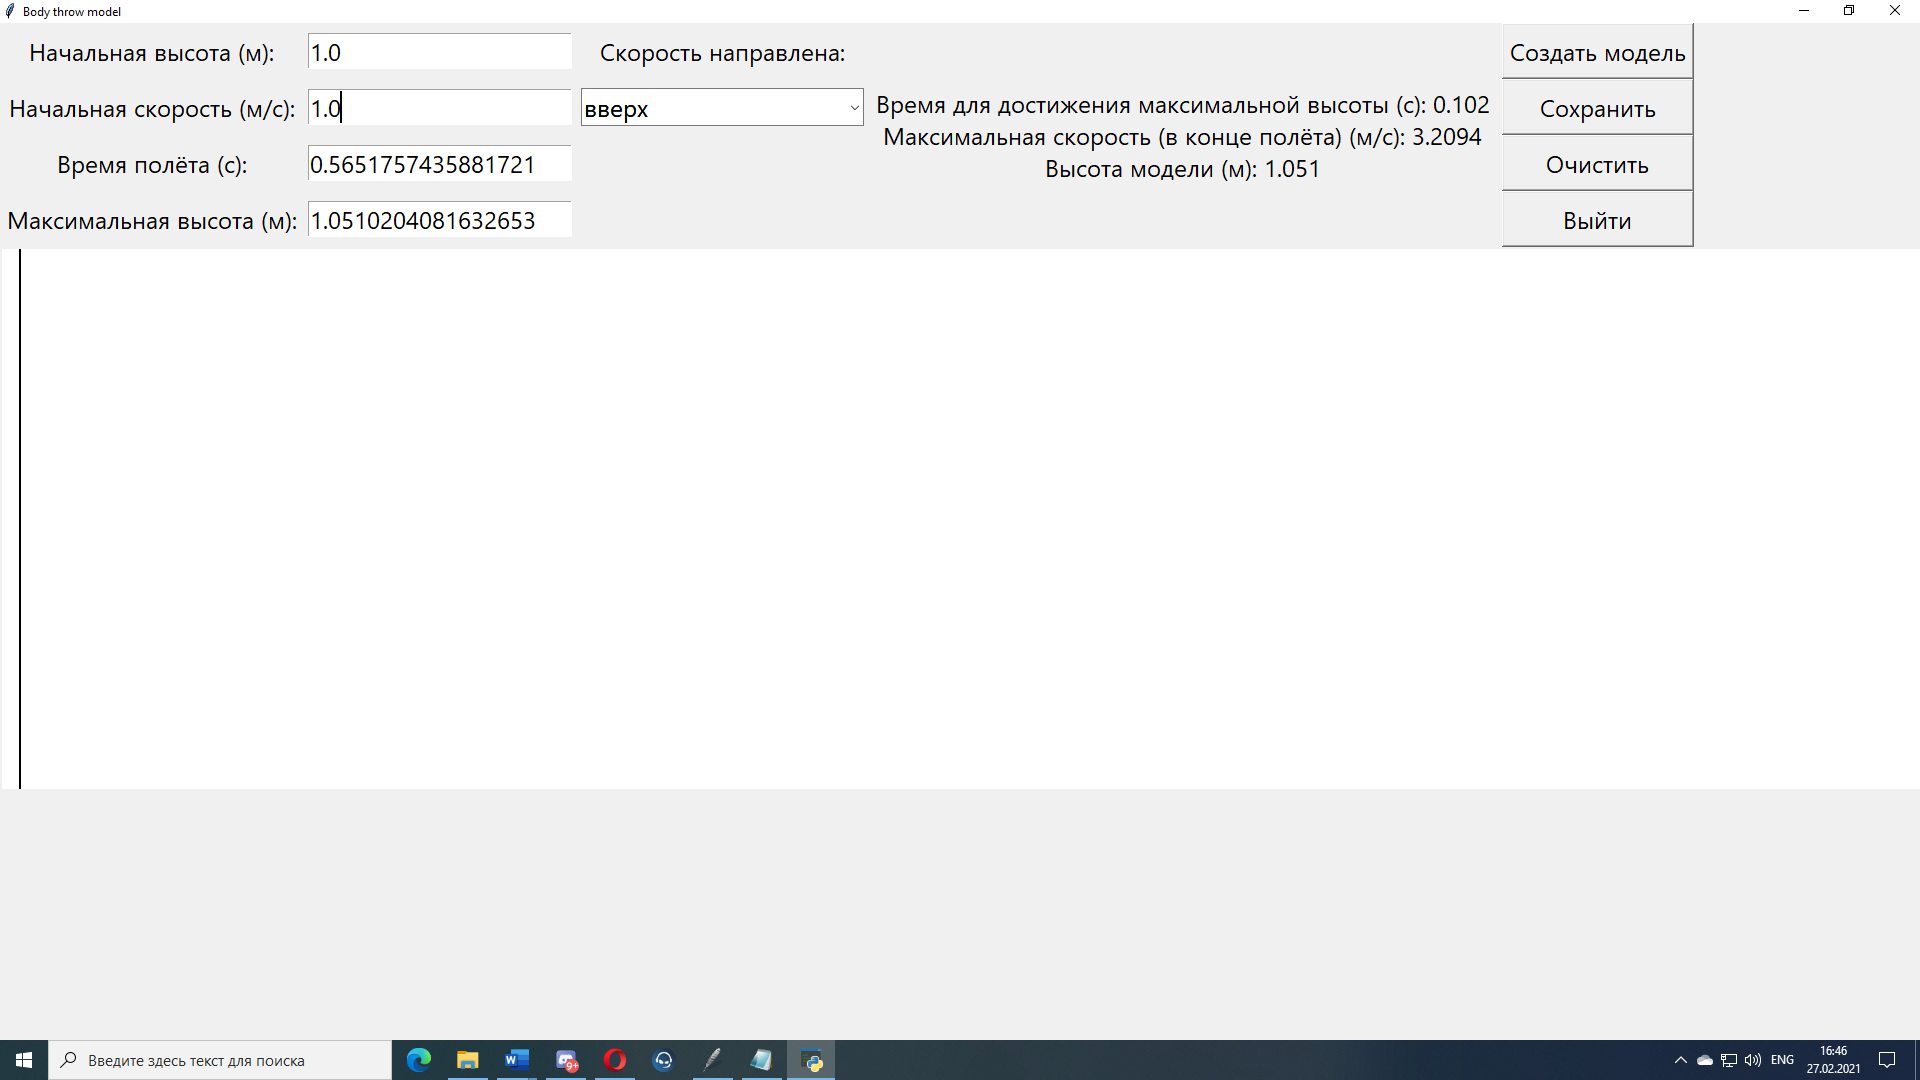 Body throw model
Начальная высота (м):
1.0
Скорость направлена:
Создать модель
Начальная скорость (м/с):
1.0
вверх
Время для достижения максимальной высоты (с): 0.102
Максимальная скорость (в конце полёта) (м/с): 3.2094
Высота модели (м): 1.051
Сохранить
Время полёта (с):
0.5651757435881721
Очистить
Максимальная высота (м):
1.0510204081632653
Выйти
Введите здесь текст для поиска
9+
ENG
16:46
27.02.2021